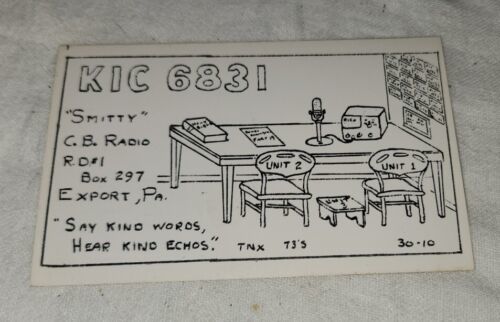 KIC 6831
"SMITTY"
C.B. RADIO
R.D#1
BOX 297
EXPORT, PA.
"SAY KIND WORDS,
HEAR KIND ECHOS."
TNX 73'S
30-10
UNIT 2
UNIT 1